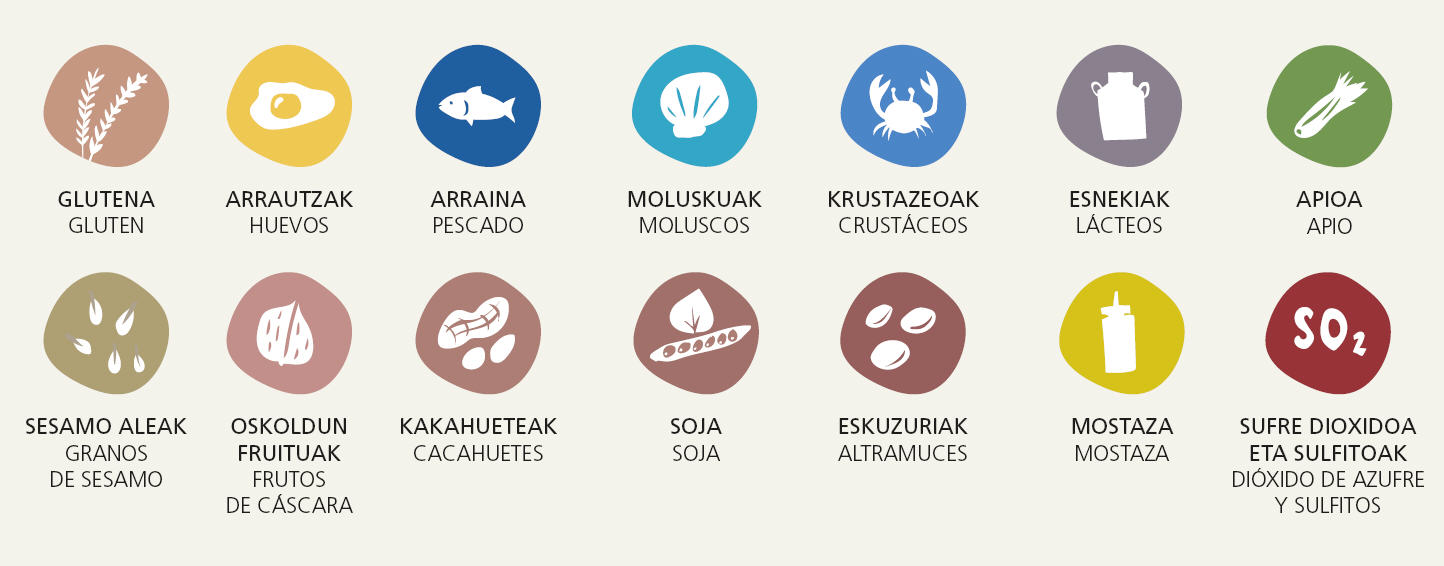 GLUTENA
GLUTEN
ARRAUTZAK
HUEVOS
ARRAINA
PESCADO
MOLUSKUAK
MOLUSCOS
KRUSTAZEOAK
CRUSTÁCEOS
ESNEKIAK
LÁCTEOS
APIOA
APIO
SESAMO ALEAK
GRANOS
DE SESAMO
OSKOLDUN
FRUITUAK
FRUTOS
DE CÁSCARA
KAKAHUETEAK
CACAHUETES
SOJA
SOJA
ESKUZURIAK
ALTRAMUCES
MOSTAZA
MOSTAZA
SO₂
SUFRE DIOXIDOA
ETA SULFITOAK
DIÓXIDO DE AZUFRE
Y SULFITOS